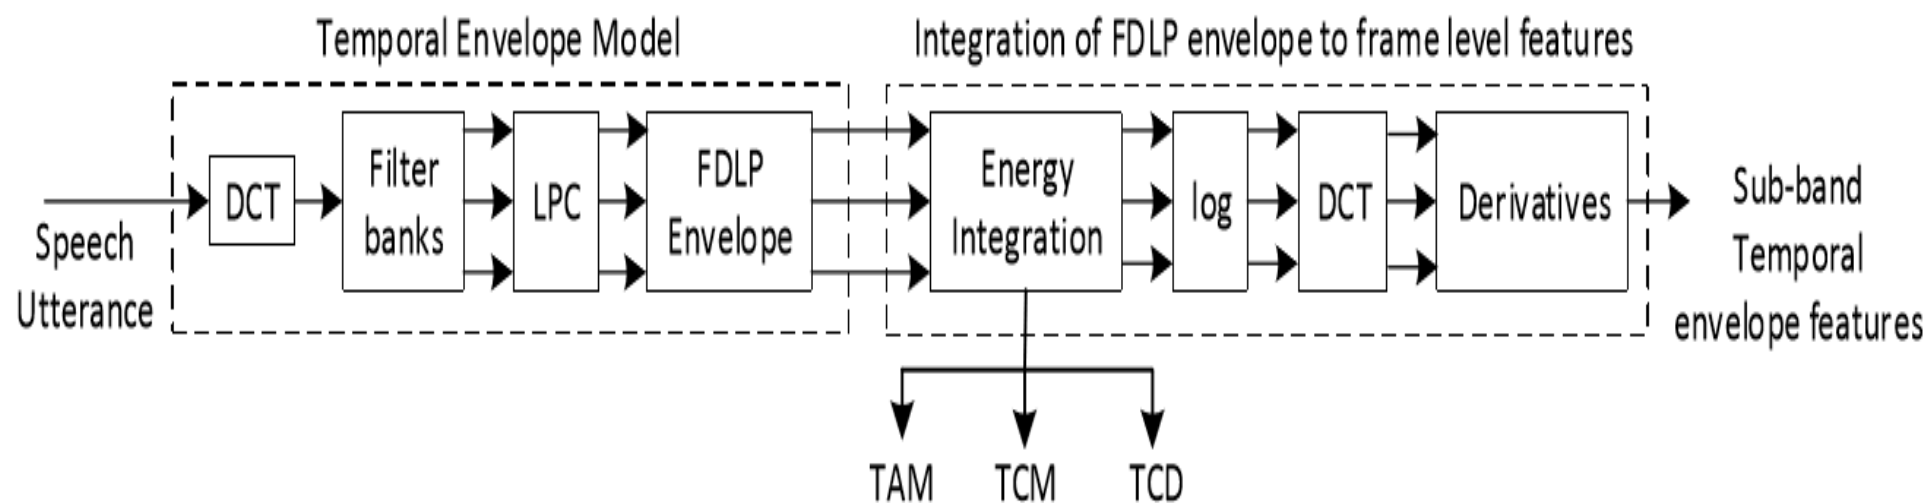 Temporal Envelope Model
Integration of FDLP envelope to frame level features
Speech
Utterance
DCT
Filter
banks
LPC
FDLP
Envelope
Energy
Integration
log
DCT
Derivatives
Sub-band
Temporal
envelope features
TAM
TCM
TCD